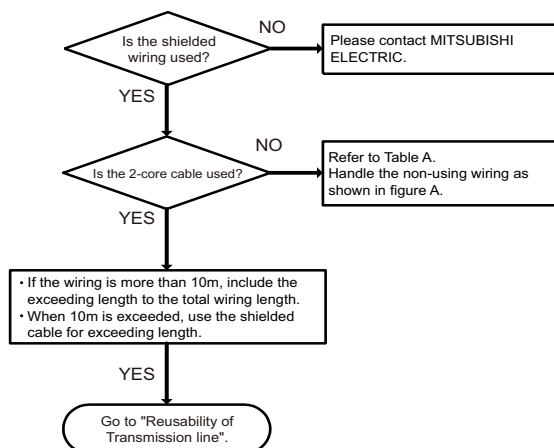 Is the shielded
wiring used?
NO
Please contact MITSUBISHI
ELECTRIC.
YES
Is the 2-core cable used?
NO
Refer to Table A.
Handle the non-using wiring as
shown in figure A.
YES
・If the wiring is more than 10m, include the
exceeding length to the total wiring length.
・When 10m is exceeded, use the shielded
cable for exceeding length.
YES
Go to "Reusability of
Transmission line".